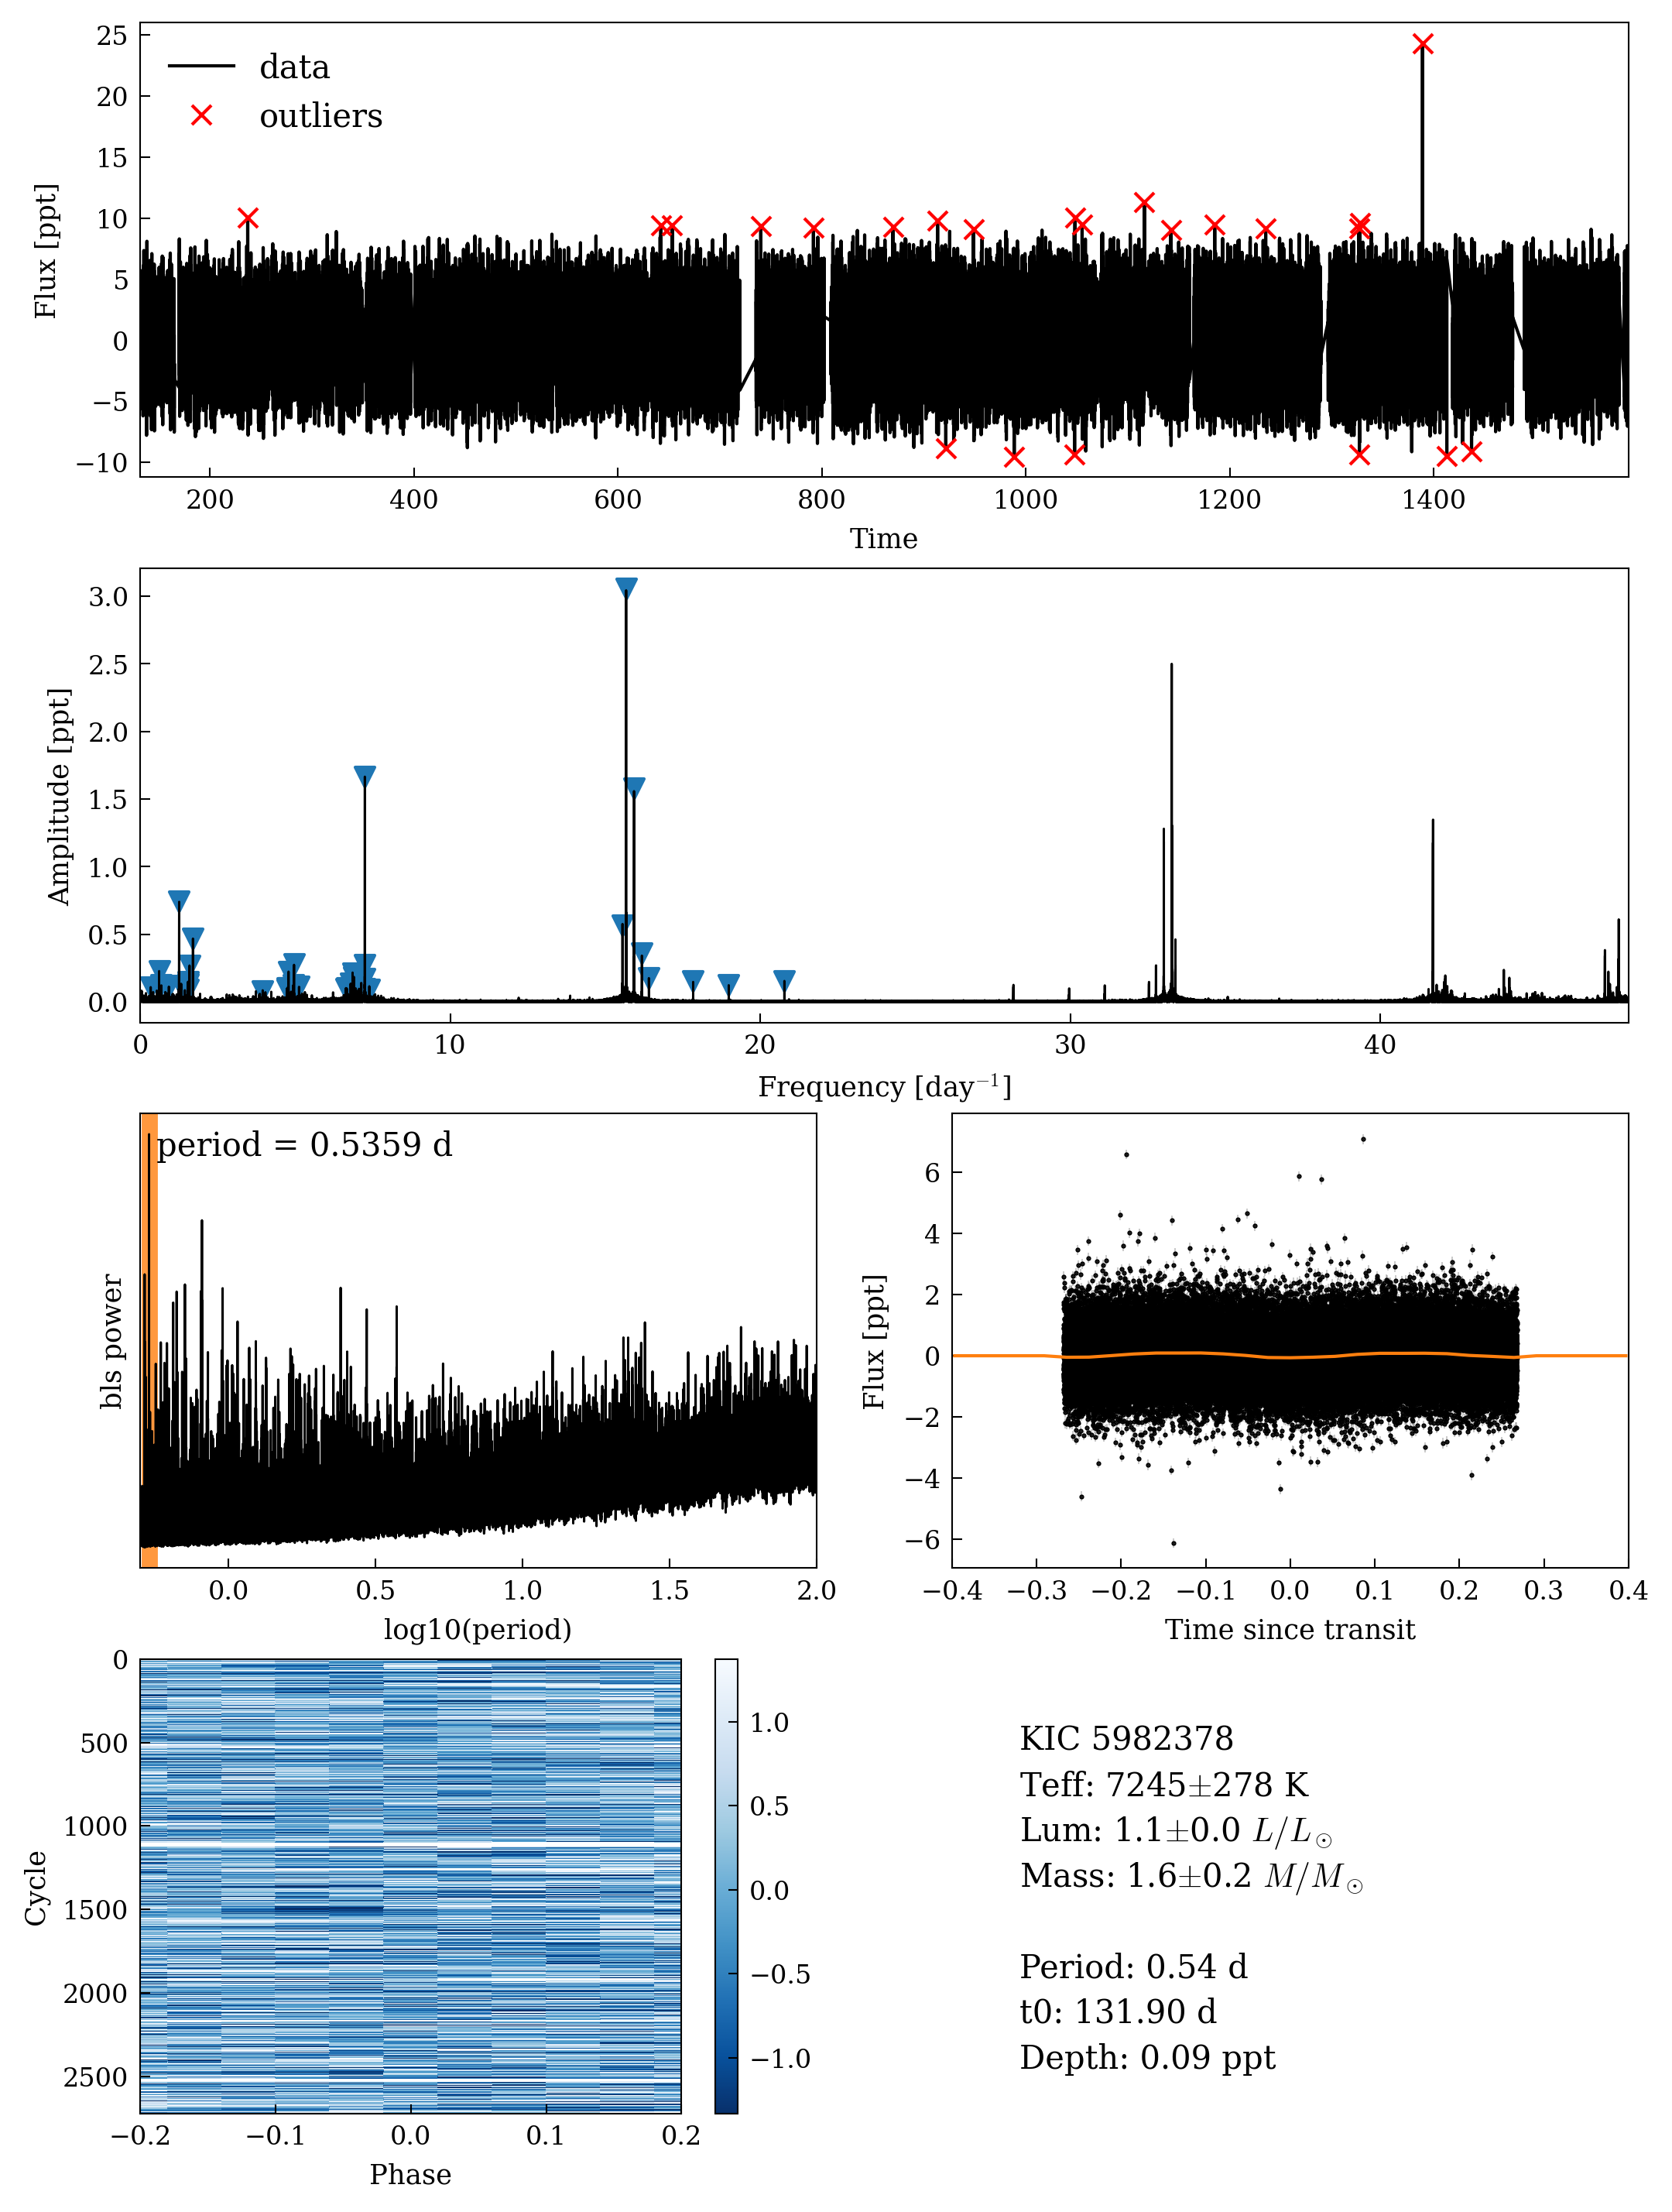 25
20
15
10
5
0
−5
−10
Flux [ppt]
data
outliers
200 400 600 800 1000 1200 1400
Time
3.0
2.5
2.0
1.5
1.0
0.5
0.0
Amplitude [ppt]
0 10 20 30 40
Frequency [day⁻¹]
period = 0.5359 d
bls power
0.0 0.5 1.0 1.5 2.0
log10(period)
6
4
2
0
−2
−4
−6
Flux [ppt]
−0.4 −0.3 −0.2 −0.1 0.0 0.1 0.2 0.3 0.4
Time since transit
0
500
1000
1500
2000
2500
Cycle
−0.2 −0.1 0.0 0.1 0.2
Phase
1.0
0.5
0.0
−0.5
−1.0
KIC 5982378
Teff: 7245±278 K
Lum: 1.1±0.0 L/L⊙
Mass: 1.6±0.2 M/M⊙
Period: 0.54 d
t0: 131.90 d
Depth: 0.09 ppt